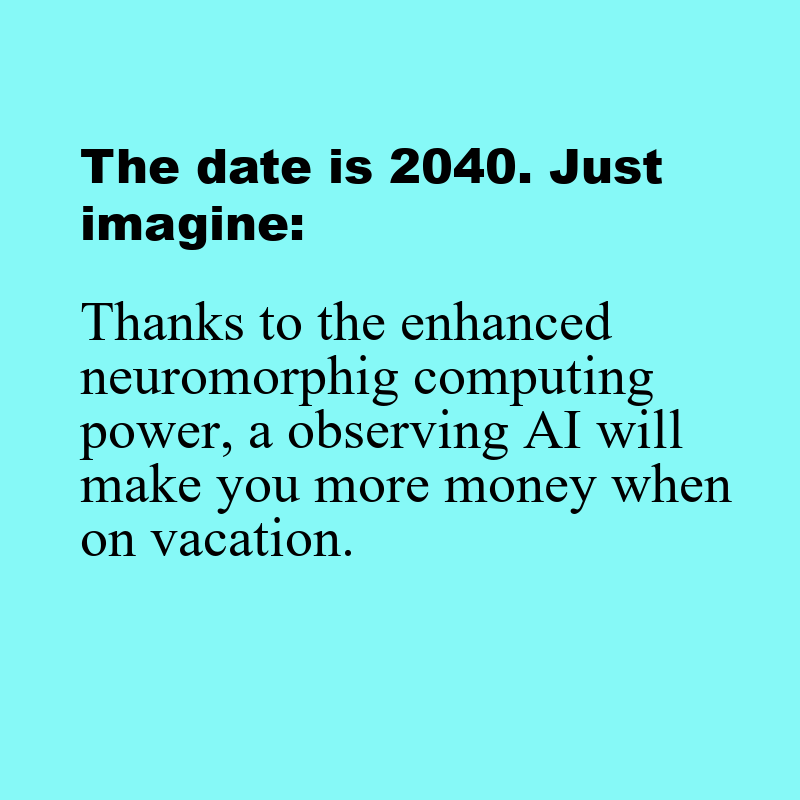 The date is 2040. Just
imagine:
Thanks to the enhanced
neuromorphig computing
power, a observing AI will
make you more money when
on vacation.